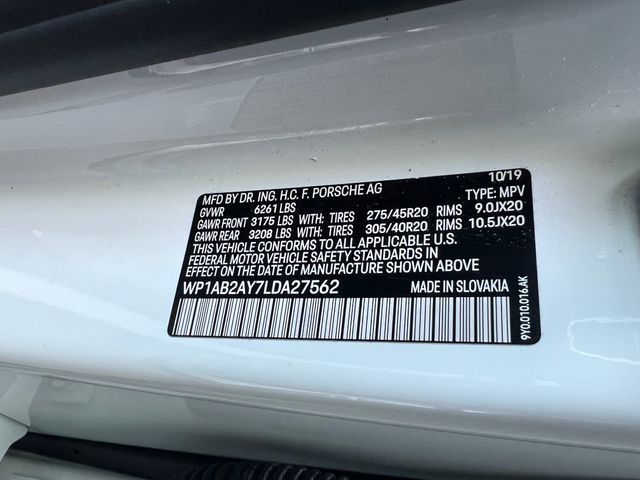 10/19
MFD BY DR. ING. H.C. F. PORSCHE AG TYPE: MPV
GVWR 6261 LBS
GAWR FRONT 3175 LBS WITH: TIRES 275/45R20 RIMS 9.0JX20
GAWR REAR 3208 LBS WITH: TIRES 305/40R20 RIMS 10.5JX20
THIS VEHICLE CONFORMS TO ALL APPLICABLE U.S.
FEDERAL MOTOR VEHICLE SAFETY STANDARDS IN
EFFECT ON THE DATE OF MANUFACTURE SHOWN ABOVE
WP1AB2AY7LDA27562 MADE IN SLOVAKIA
9Y0.010.016.AK